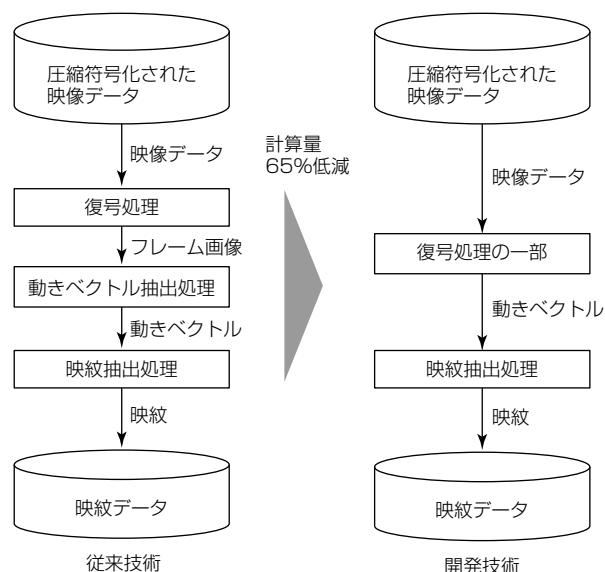 圧縮符号化された
映像データ
映像データ
復号処理
フレーム画像
動きベクトル抽出処理
動きベクトル
映紋抽出処理
映紋
映紋データ
従来技術
計算量
65%低減
圧縮符号化された
映像データ
映像データ
復号処理の一部
動きベクトル
映紋抽出処理
映紋
映紋データ
開発技術